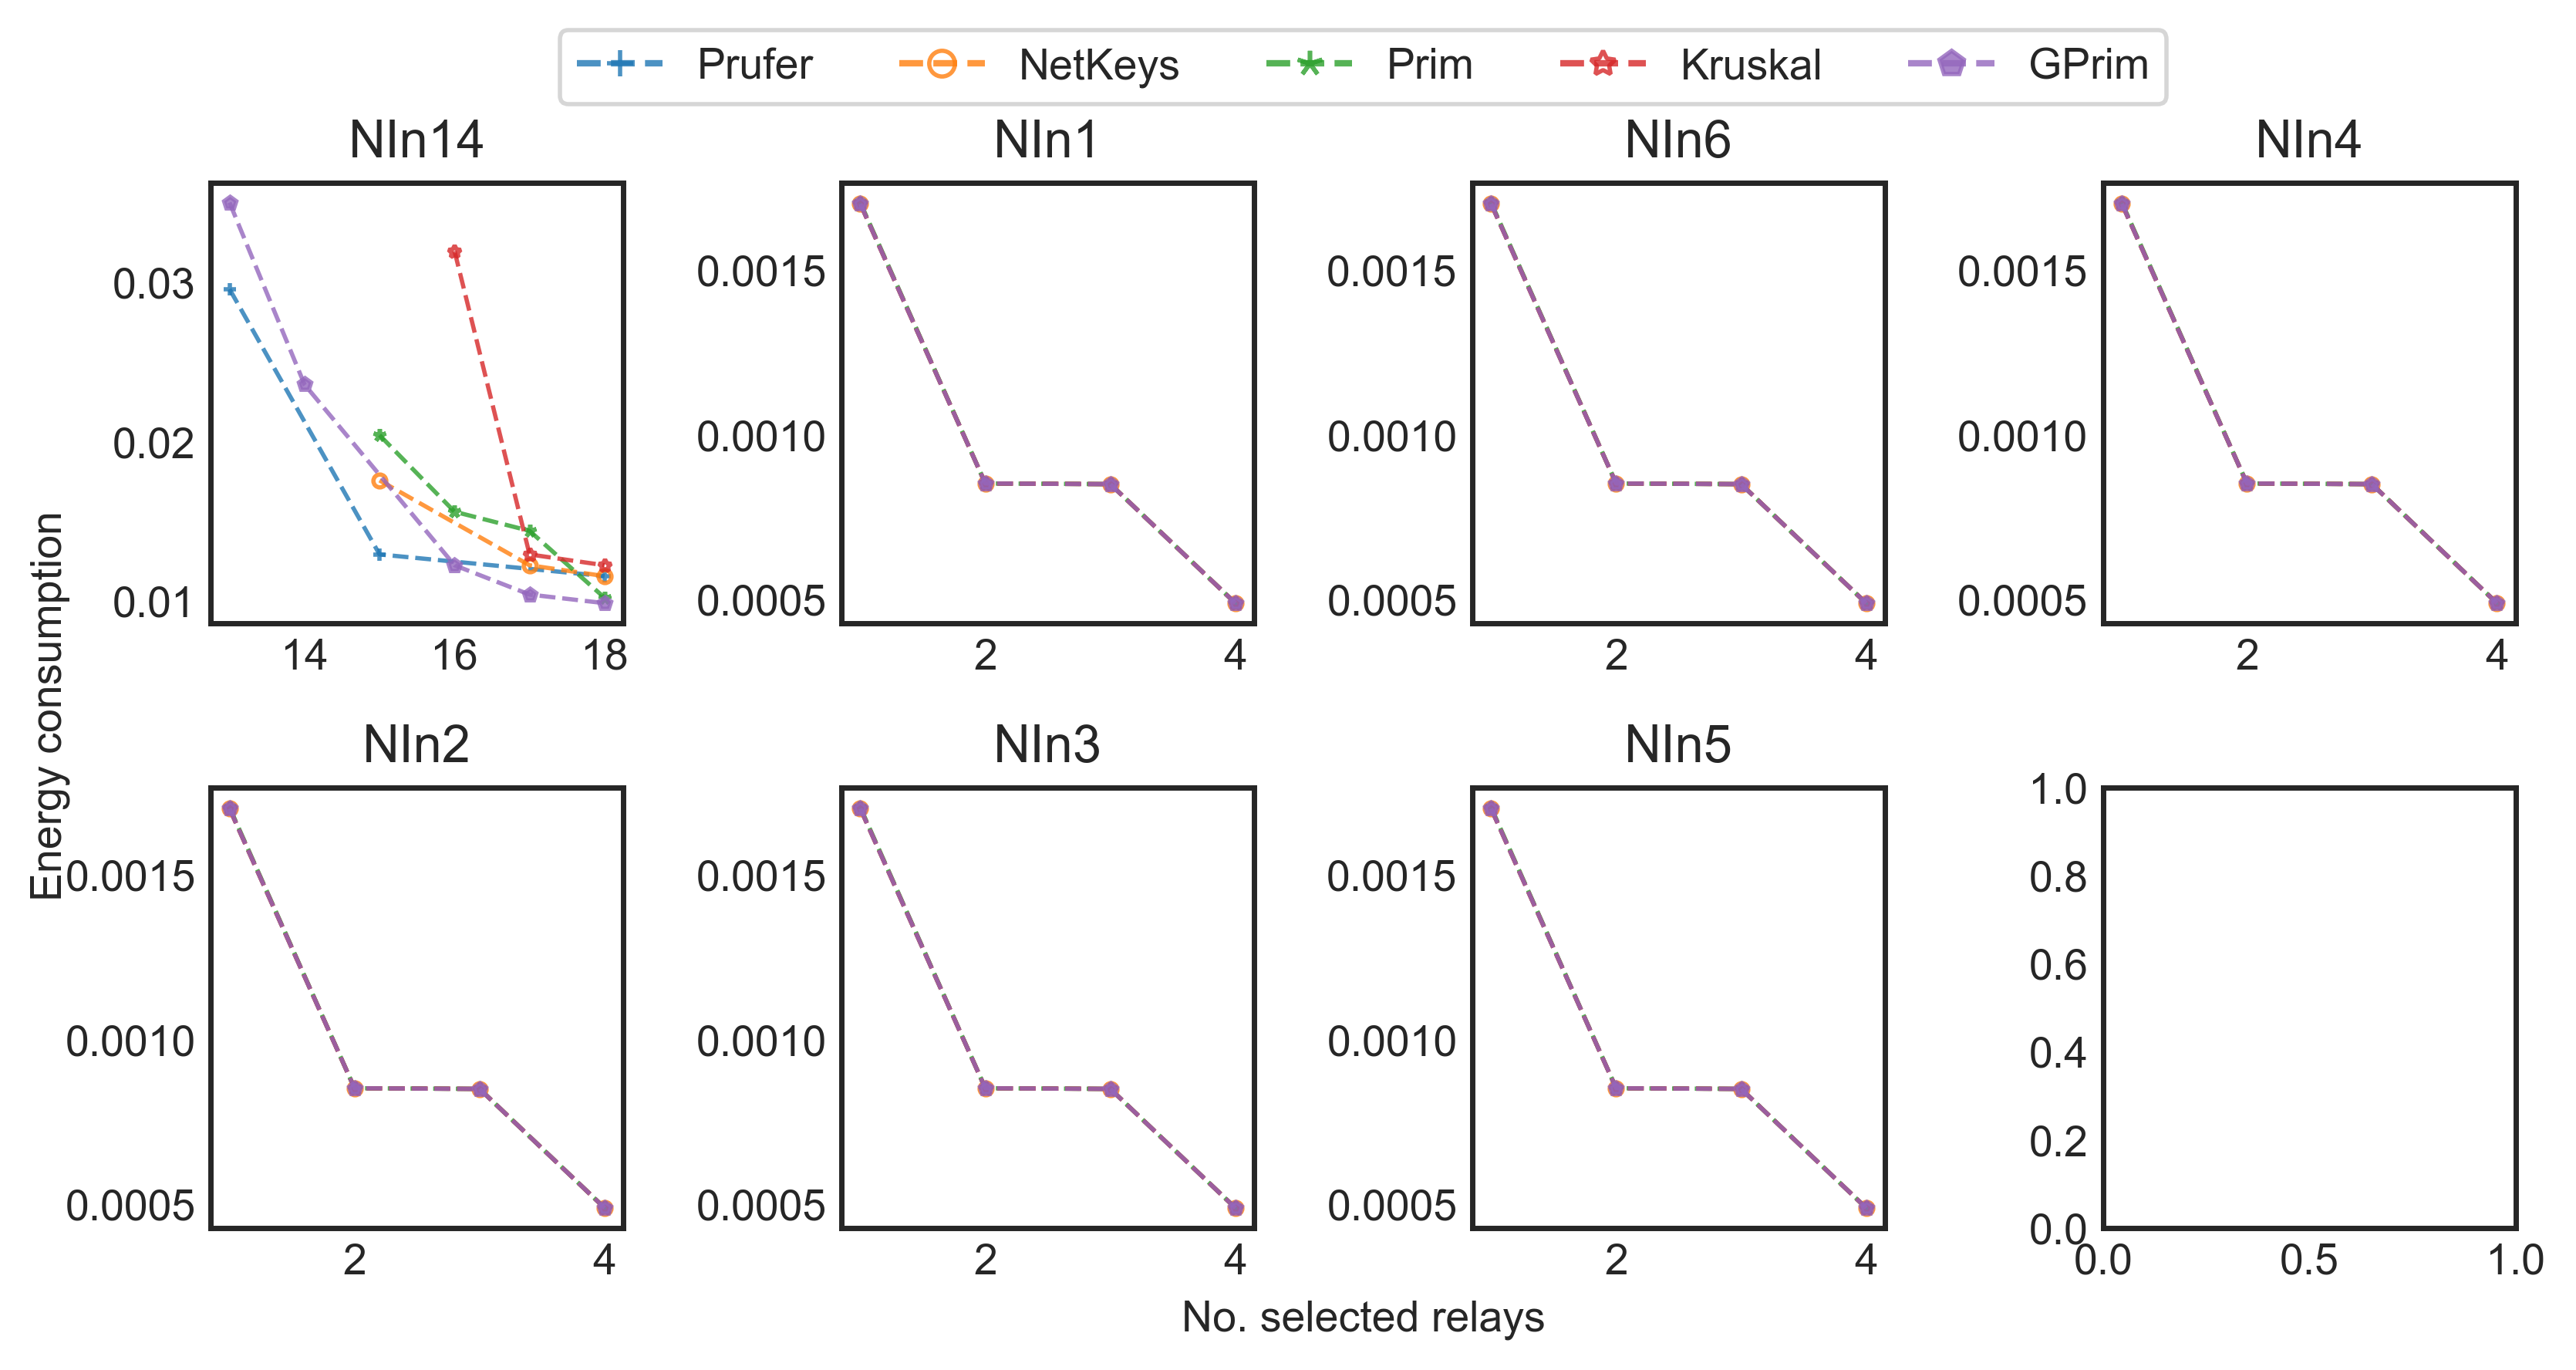 Prufer NetKeys Prim Kruskal GPrim
NIn14 NIn1 NIn6 NIn4
0.03 0.0015 0.0015 0.0015
0.02 0.0010 0.0010 0.0010
0.01 0.0005 0.0005 0.0005
14 16 18 2 4 2 4 2 4
Energy consumption
NIn2 NIn3 NIn5
1.0
0.0015 0.0015 0.0015 0.8
0.6
0.0010 0.0010 0.0010 0.4
0.2
0.0005 0.0005 0.0005 0.0
2 4 2 4 2 4 0.0 0.5 1.0
No. selected relays